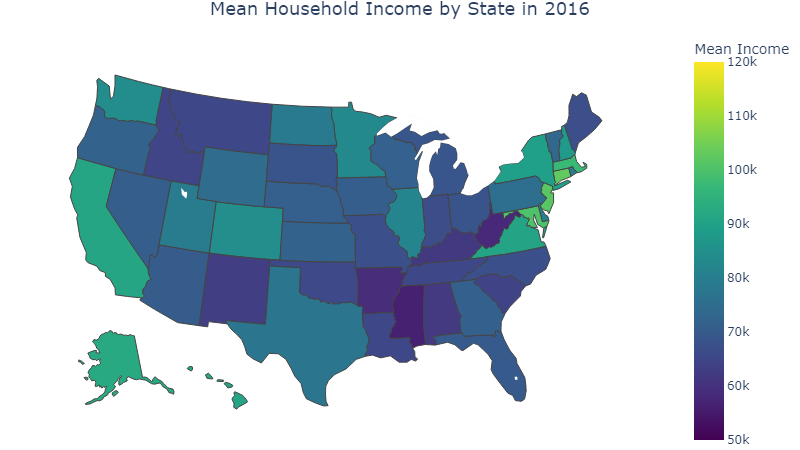 Mean Household Income by State in 2016
Mean Income
120k
110k
100k
90k
80k
70k
60k
50k